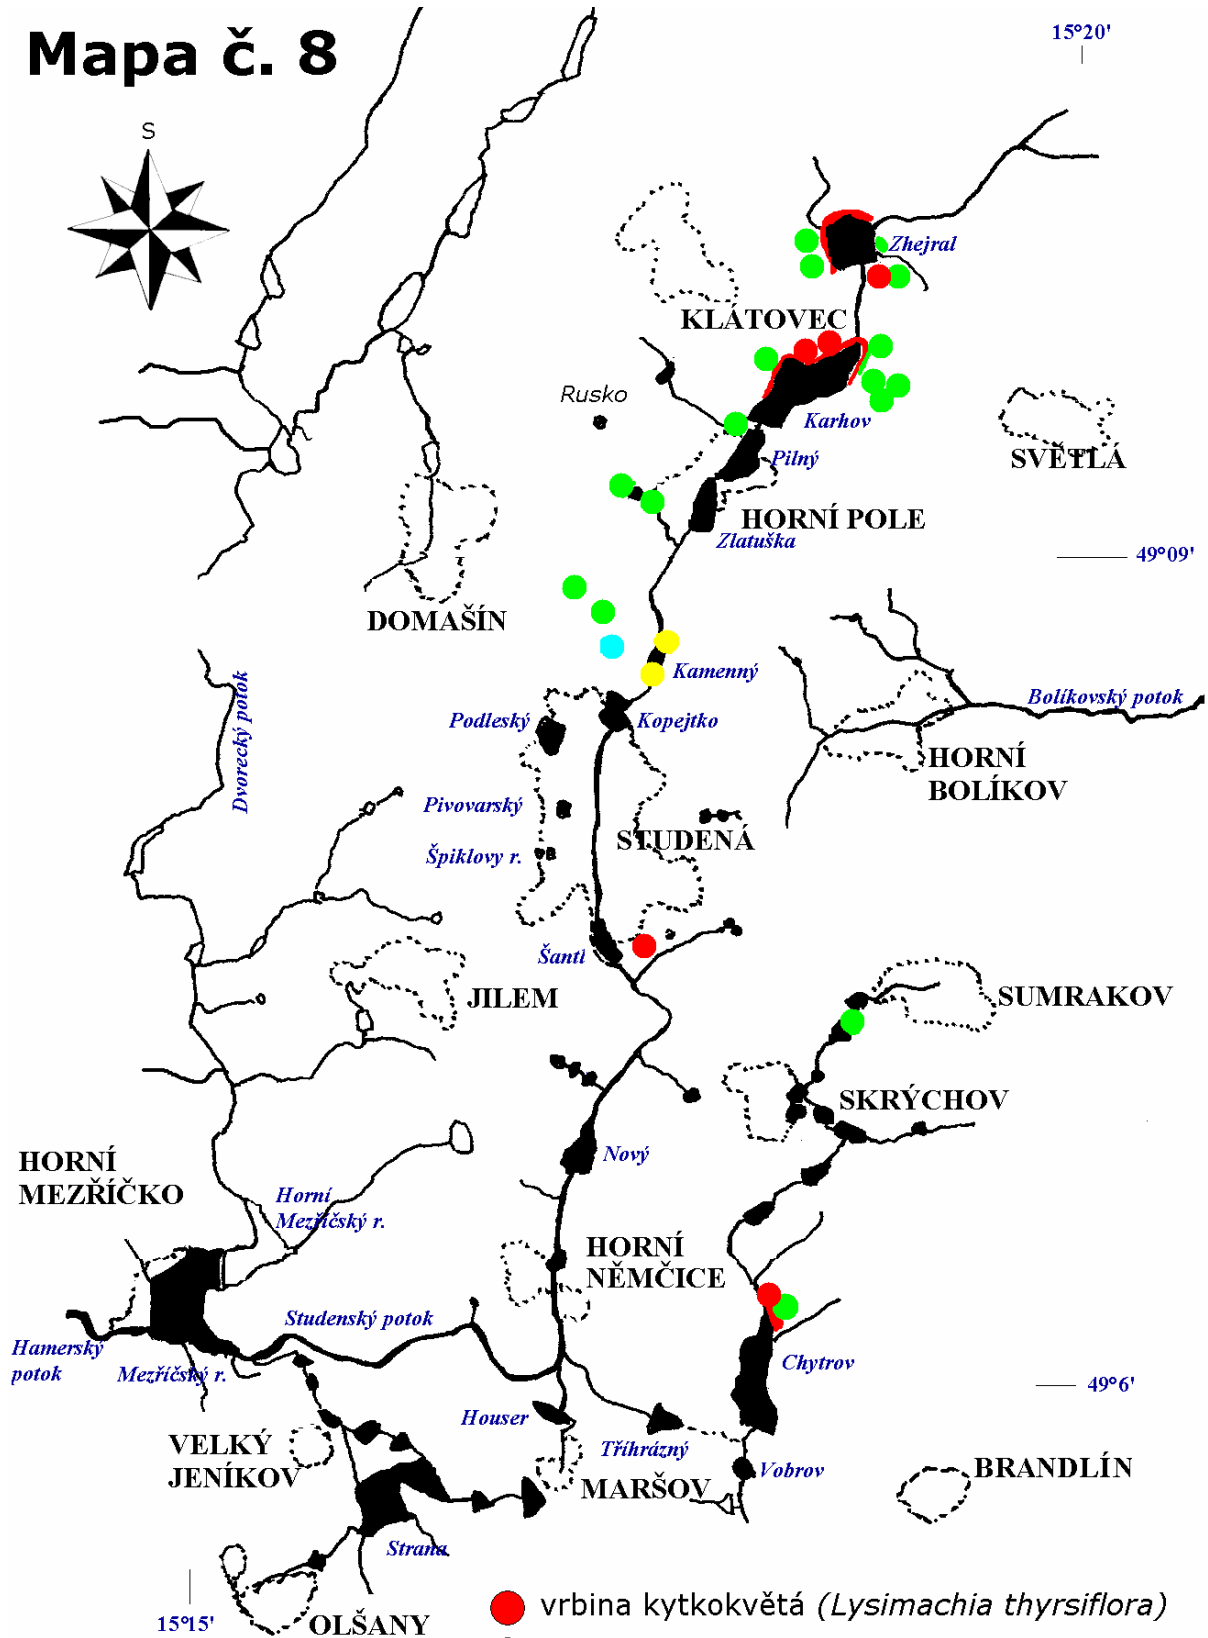 Mapa č. 8
15°20'
S
Zhejral
KLÁTOVEC
Rusko
Karhov
SVĚTLÁ
Pilný
HORNÍ POLE
Zlatuška
49°09'
DOMAŠÍN
Kamenný
Dvorecký potok
Bolíkovský potok
Podleský
Kopejtko
HORNÍ
BOLÍKOV
Pivovarský
STUDENÁ
Špiklovy r.
Šantl
JILEM
SUMRAKOV
SKRÝCHOV
Nový
HORNÍ
MEZŘÍČKO
Horní
Mezříčský r.
HORNÍ
NĚMČICE
Studenský potok
Hamerský
potok
Mezříčský r.
Chytrov
49°6'
Houser
Tříhrázný
VELKÝ
JENÍKOV
Vobrov
BRANDLÍN
MARŠOV
Strana
15°15'
OLŠANY
vrbina kytkokvětá (Lysimachia thyrsiflora)